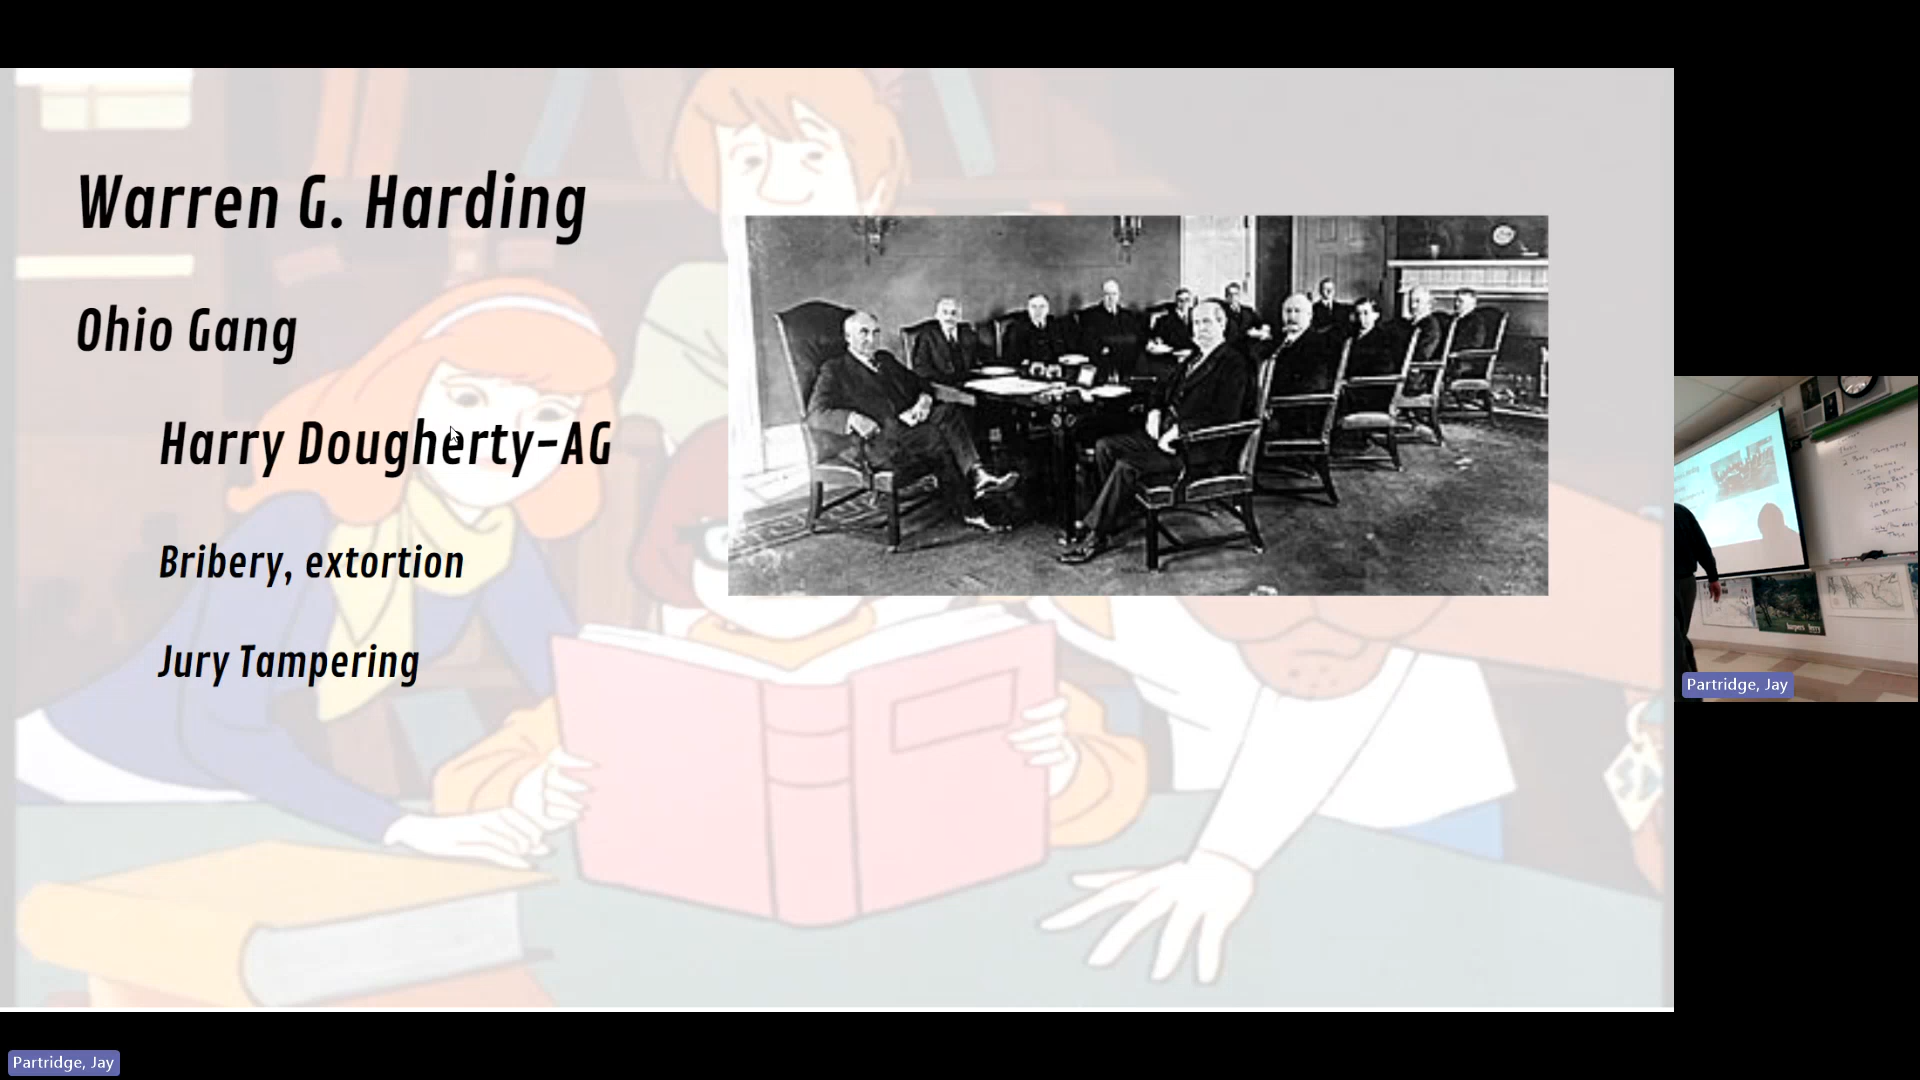 Warren G. Harding
Ohio Gang
Harry Dougherty-AG
Bribery, extortion
Jury Tampering
Partridge, Jay
Partridge, Jay